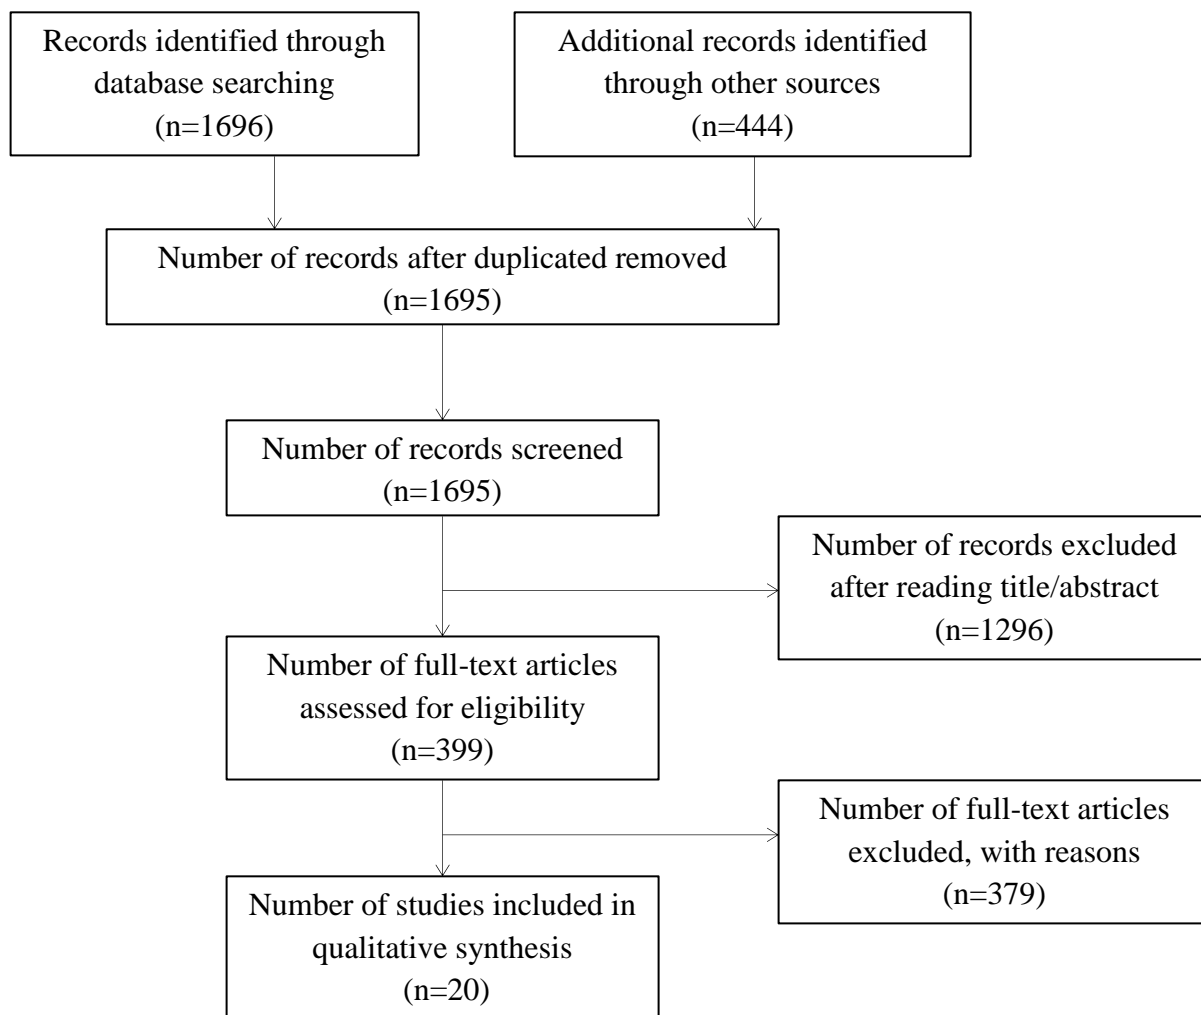 Records identified through
database searching
(n=1696)
Additional records identified
through other sources
(n=444)
Number of records after duplicated removed
(n=1695)
Number of records screened
(n=1695)
Number of records excluded
after reading title/abstract
(n=1296)
Number of full-text articles
assessed for eligibility
(n=399)
Number of full-text articles
excluded, with reasons
(n=379)
Number of studies included in
qualitative synthesis
(n=20)